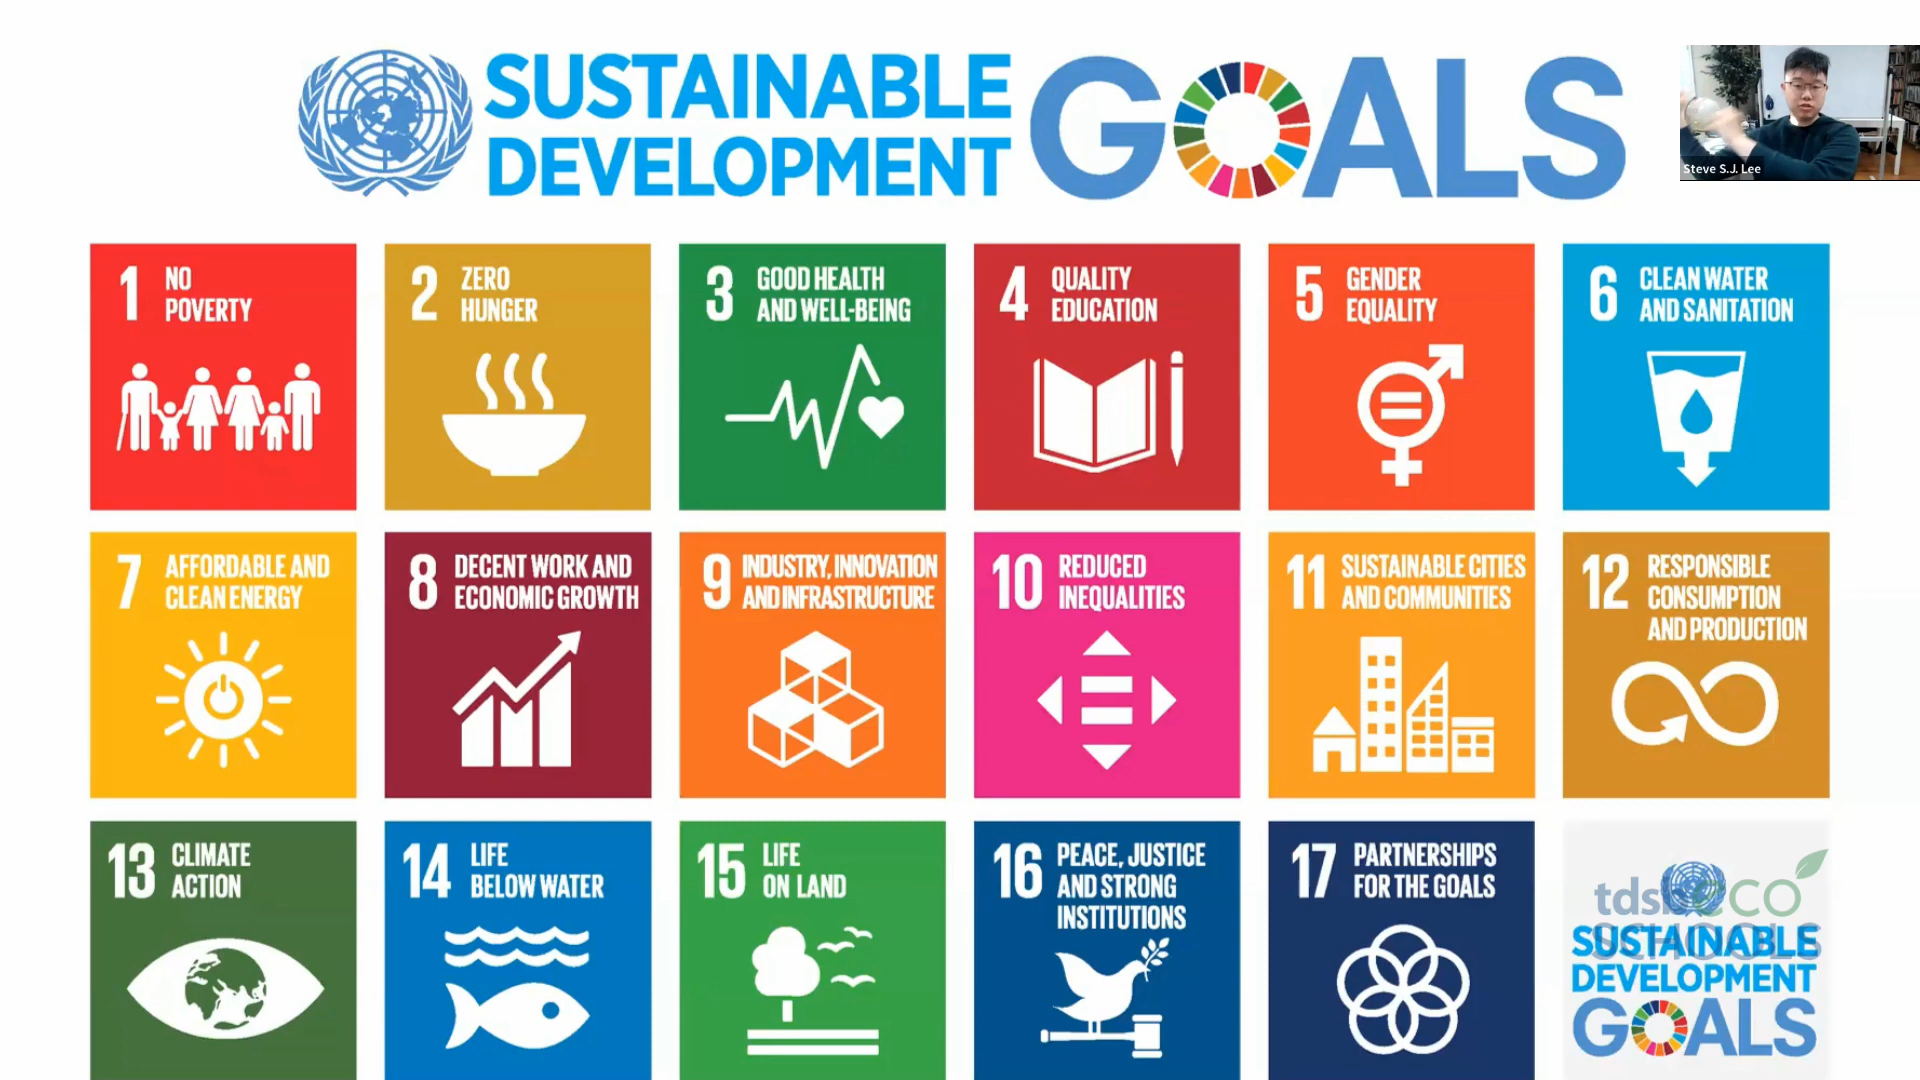 SUSTAINABLE
DEVELOPMENT
GOALS
Steve S.J. Lee
1 NO
POVERTY
2 ZERO
HUNGER
3 GOOD HEALTH
AND WELL-BEING
4 QUALITY
EDUCATION
5 GENDER
EQUALITY
6 CLEAN WATER
AND SANITATION
7 AFFORDABLE AND
CLEAN ENERGY
8 DECENT WORK AND
ECONOMIC GROWTH
9 INDUSTRY, INNOVATION
AND INFRASTRUCTURE
10 REDUCED
INEQUALITIES
11 SUSTAINABLE CITIES
AND COMMUNITIES
12 RESPONSIBLE
CONSUMPTION
AND PRODUCTION
13 CLIMATE
ACTION
14 LIFE
BELOW WATER
15 LIFE
ON LAND
16 PEACE, JUSTICE
AND STRONG
INSTITUTIONS
17 PARTNERSHIPS
FOR THE GOALS
tdsb eco
SCHOOLS
SUSTAINABLE
DEVELOPMENT
GOALS